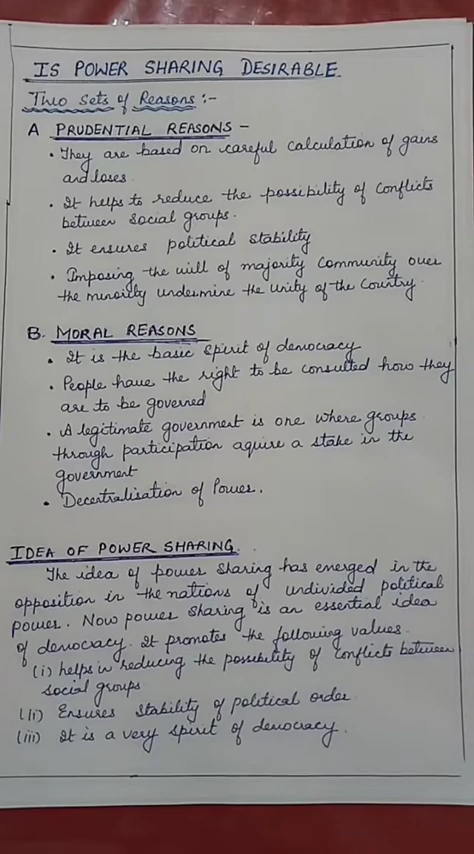 IS POWER SHARING DESIRABLE
Two Sets of Reasons :-
A PRUDENTIAL REASONS -
• They are based on careful calculation of gains
and loses.
• It helps to reduce the possibility of conflicts
between social groups.
• It ensures political stability
• Imposing the will of majority community over
the minoilty undermine the unity of the country.
B. MORAL REASONS
• It is the basic spirit of democracy
• People have the right to be consulted how they
are to be governed
• A legitimate government is one where groups
through participation aquire a stake in the
government
• Decentralisation of Power.
IDEA OF POWER SHARING
The idea of power sharing has emerged in the
opposition in the nations of undivided political
power. Now power sharing is an essential idea
of democracy. It promotes the following values.
(i) helps in reducing the possibility of conflicts between
social groups
(ii) Ensures stability of political order.
(iii) It is a very spirit of democracy.